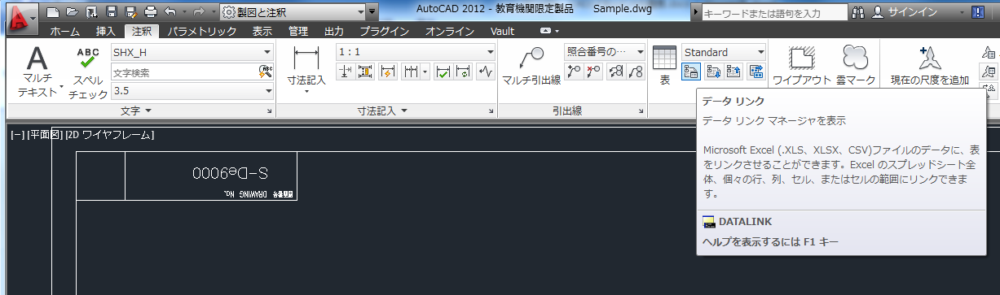 製図と注釈
AutoCAD 2012 - 教育機関限定製品 Sample.dwg
キーワードまたは語句を入力
サインイン
ホーム 挿入 注釈 パラメトリック 表示 管理 出力 プラグイン オンライン Vault
A
マルチ
テキスト
ABC
スペル
チェック
SHX_H
文字検索
ABC
3.5
文字
寸法記入
1 : 1
寸法記入
マルチ引出線
照合番号の...
引出線
表
Standard
ワイプアウト
雲マーク
現在の尺度を追加
データ リンク
データ リンク マネージャを表示
Microsoft Excel (.XLS、XLSX、CSV)ファイルのデータに、表
をリンクさせることができます。Excel のスプレッドシート全
体、個々の行、列、セル、またはセルの範囲にリンクできま
す。
DATALINK
ヘルプを表示するには F1 キー
[−] [平面図] [2D ワイヤフレーム]
S-De9000
DRAWING No.